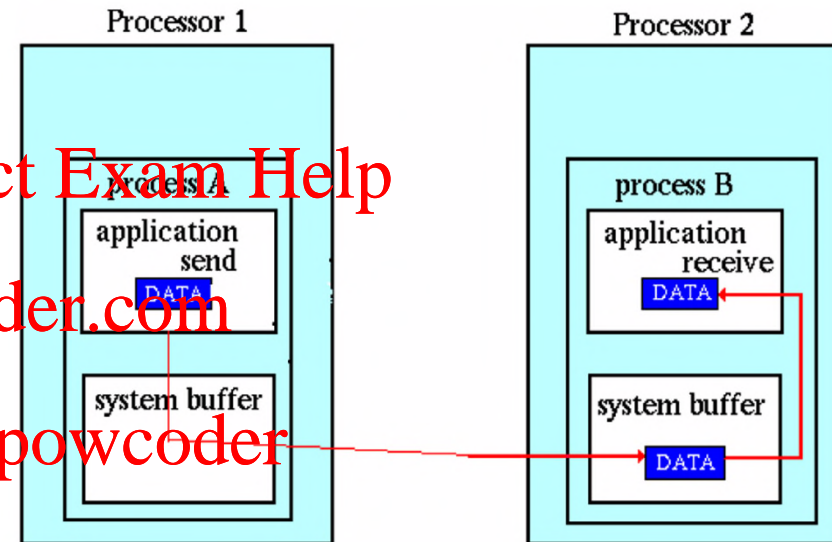 Processor 1
Processor 2
ct Exam Help
process A
process B
application
send
DATA
application
receive
DATA
der.com
system buffer
system buffer
powcoder
DATA